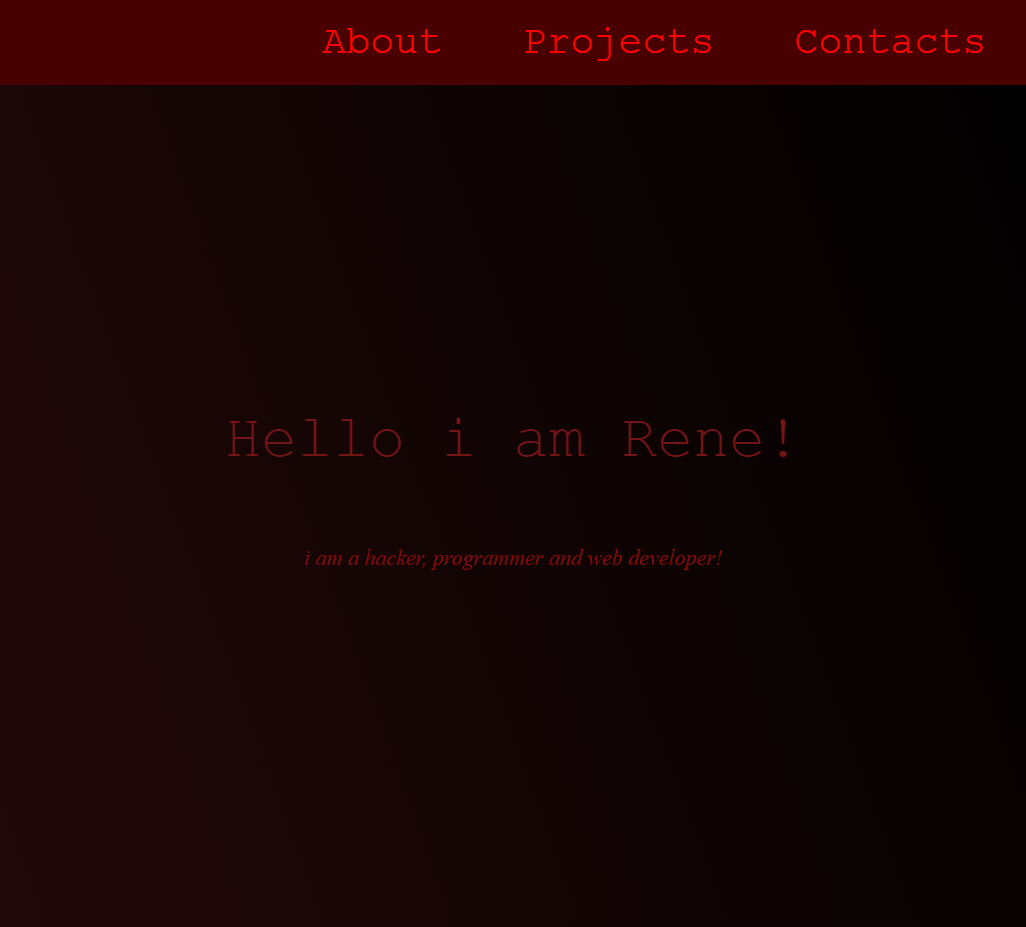 About Projects Contacts
Hello i am Rene!
i am a hacker, programmer and web developer!